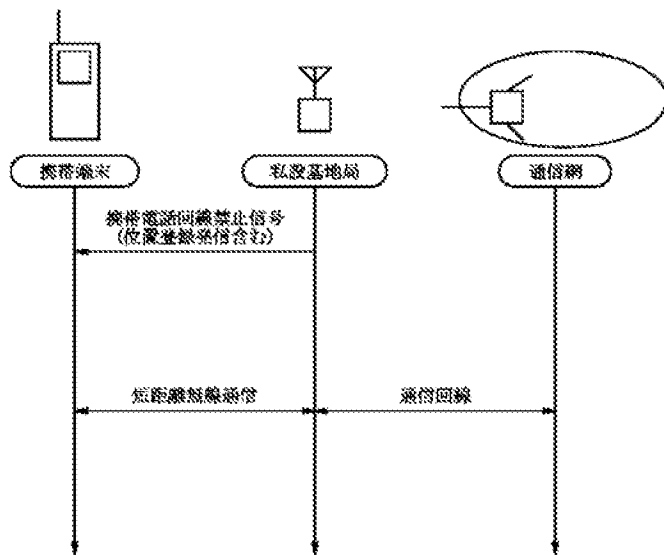 携帯端末
私設基地局
通信網
携帯電話回線禁止信号
(位置登録発信含む)
短距離無線通信
通信回線